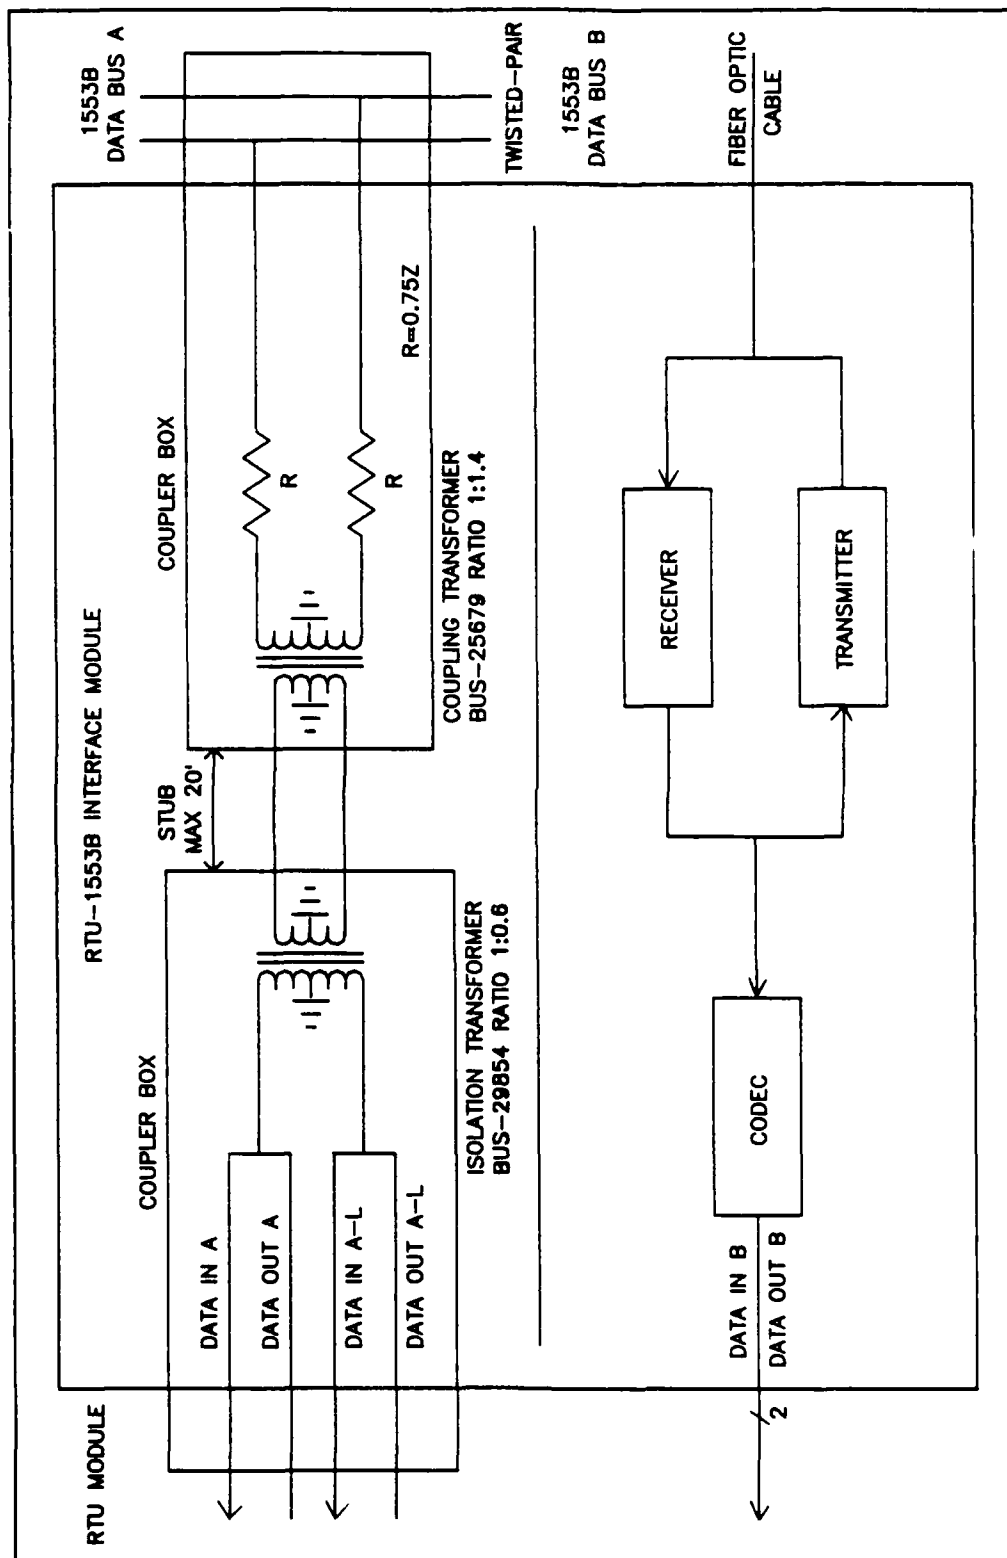 RTU MODULE
RTU-1553B INTERFACE MODULE
1553B
DATA BUS A
COUPLER BOX
STUB
MAX 20'
COUPLER BOX
DATA IN A
DATA OUT A
DATA IN A-L
DATA OUT A-L
R
R
R=0.75Z
ISOLATION TRANSFORMER
BUS-29854 RATIO 1:0.6
COUPLING TRANSFORMER
BUS-25679 RATIO 1:1.4
TWISTED-PAIR
1553B
DATA BUS B
RECEIVER
FIBER OPTIC
CABLE
DATA IN B
DATA OUT B
2
CODEC
TRANSMITTER